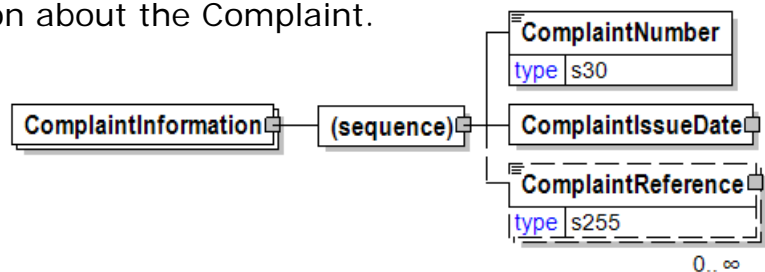 on about the Complaint.
ComplaintNumber
type s30
ComplaintInformation
(sequence)
ComplaintIssueDate
ComplaintReference
type s255
0.. ∞